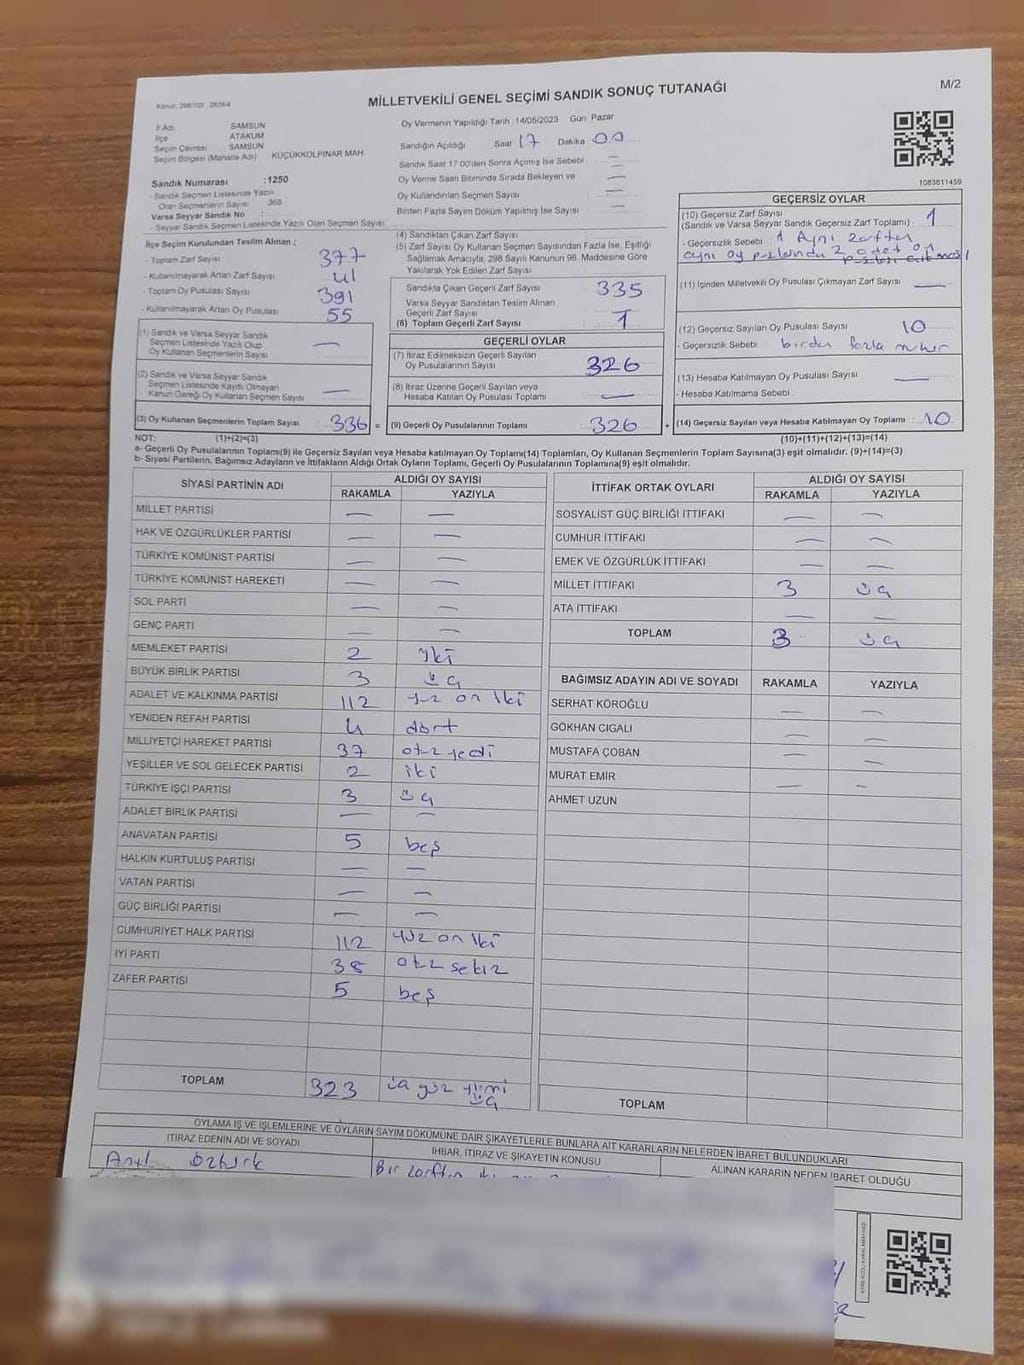 Kanun: 298/105 : 2839/4
MİLLETVEKİLİ GENEL SEÇİMİ SANDIK SONUÇ TUTANAĞI
M/2
İl Adı SAMSUN
İlçe ATAKUM
Seçim Çevresi SAMSUN
Seçim Bölgesi (Mahalle Adı) KÜÇÜKKOLPINAR MAH.
Sandık Numarası :1250
- Sandık Seçmen Listesinde Yazılı
Olan Seçmenlerin Sayısı 368
Varsa Seyyar Sandık No :
- Seyyar Sandık Seçmen Listesinde Yazılı Olan Seçmen Sayısı
Oy Vermenin Yapıldığı Tarih :14/05/2023 Gün: Pazar
Sandığın Açıldığı Saat 17 Dakika 00
Sandık Saat 17:00'den Sonra Açılmış İse Sebebi —
Oy Verme Saati Bitiminde Sırada Bekleyen ve —
Oy Kullandırılan Seçmen Sayısı —
Birden Fazla Sayım Döküm Yapılmış İse Sayısı —
1083611459
İlçe Seçim Kurulundan Teslim Alınan ;
- Toplam Zarf Sayısı 377
- Kullanılmayarak Artan Zarf Sayısı 41
- Toplam Oy Pusulası Sayısı 391
- Kullanılmayarak Artan Oy Pusulası 55
(1) Sandık ve Varsa Seyyar Sandık
Seçmen Listesinde Yazılı Olup
Oy Kullanan Seçmenlerin Sayısı —
(2) Sandık ve Varsa Seyyar Sandık
Seçmen Listesinde Kayıtlı Olmayan
Kanun Gereği Oy Kullanan Seçmen Sayısı —
(3) Oy Kullanan Seçmenlerin Toplam Sayısı 336 =
(1)+(2)=(3)
(4) Sandıktan Çıkan Zarf Sayısı
(5) Zarf Sayısı Oy Kullanan Seçmen Sayısından Fazla İse, Eşitliği
Sağlamak Amacıyla, 298 Sayılı Kanunun 98. Maddesine Göre
Yakılarak Yok Edilen Zarf Sayısı
Sandıkta Çıkan Geçerli Zarf Sayısı 335
Varsa Seyyar Sandıktan Teslim Alınan
Geçerli Zarf Sayısı
(6) Toplam Geçerli Zarf Sayısı 1
GEÇERLİ OYLAR
(7) İtiraz Edilmeksizin Geçerli Sayılan
Oy Pusulalarının Sayısı 326
(8) İtiraz Üzerine Geçerli Sayılan veya
Hesaba Katılan Oy Pusulası Toplamı —
(9) Geçerli Oy Pusulalarının Toplamı 326 +
GEÇERSİZ OYLAR
(10) Geçersiz Zarf Sayısı
(Sandık ve Varsa Seyyar Sandık Geçersiz Zarf Toplamı) : 1
- Geçersizlik Sebebi : 1 Aynı zarftan
aynı oy 2 adet
(11) İçinden Milletvekili Oy Pusulası Çıkmayan Zarf Sayısı —
(12) Geçersiz Sayılan Oy Pusulası Sayısı 10
- Geçersizlik Sebebi : birden fazla mühür
(13) Hesaba Katılmayan Oy Pusulası Sayısı —
- Hesaba Katılmama Sebebi :
(14) Geçersiz Sayılan veya Hesaba Katılmayan Oy Toplamı : 10
(10)+(11)+(12)+(13)=(14)
NOT:
a- Geçerli Oy Pusulalarının Toplamı(9) ile Geçersiz Sayılan veya Hesaba katılmayan Oy Toplamı(14) Toplamları, Oy Kullanan Seçmenlerin Toplam Sayısına(3) eşit olmalıdır. (9)+(14)=(3)
b- Siyasi Partilerin, Bağımsız Adayların ve İttifakların Aldığı Ortak Oyların Toplamı, Geçerli Oy Pusulalarının Toplamına(9) eşit olmalıdır.
SİYASİ PARTİNİN ADI ALDIĞI OY SAYISI
RAKAMLA YAZIYLA
MİLLET PARTİSİ — —
HAK VE ÖZGÜRLÜKLER PARTİSİ — —
TÜRKİYE KOMÜNİST PARTİSİ — —
TÜRKİYE KOMÜNİST HAREKETİ — —
SOL PARTİ — —
GENÇ PARTİ — —
MEMLEKET PARTİSİ 2 iki
BÜYÜK BİRLİK PARTİSİ 3 üç
ADALET VE KALKINMA PARTİSİ 112 yüz on iki
YENİDEN REFAH PARTİSİ 4 dört
MİLLİYETÇİ HAREKET PARTİSİ 37 otuz yedi
YEŞİLLER VE SOL GELECEK PARTİSİ 2 iki
TÜRKİYE İŞÇİ PARTİSİ 3 üç
ADALET BİRLİK PARTİSİ — —
ANAVATAN PARTİSİ 5 beş
HALKIN KURTULUŞ PARTİSİ — —
VATAN PARTİSİ — —
GÜÇ BİRLİĞİ PARTİSİ — —
CUMHURİYET HALK PARTİSİ 112 yüz on iki
İYİ PARTİ 38 otuz sekiz
ZAFER PARTİSİ 5 beş
TOPLAM 323 üç yüz yirmi üç
İTTİFAK ORTAK OYLARI ALDIĞI OY SAYISI
RAKAMLA YAZIYLA
SOSYALİST GÜÇ BİRLİĞİ İTTİFAKI — —
CUMHUR İTTİFAKI — —
EMEK VE ÖZGÜRLÜK İTTİFAKI — —
MİLLET İTTİFAKI 3 üç
ATA İTTİFAKI — —
TOPLAM 3 üç
BAĞIMSIZ ADAYIN ADI VE SOYADI RAKAMLA YAZIYLA
SERHAT KÖROĞLU — —
GÖKHAN CIGALI — —
MUSTAFA ÇOBAN — —
MURAT EMİR — —
AHMET UZUN
TOPLAM
OYLAMA İŞ VE İŞLEMLERİNE VE OYLARIN SAYIM DÖKÜMÜNE DAİR ŞİKAYETLERLE BUNLARA AİT KARARLARIN NELERDEN İBARET BULUNDUKLARI
İTİRAZ EDENİN ADI VE SOYADI İHBAR, İTİRAZ VE ŞİKAYETİN KONUSU ALINAN KARARIN NEDEN İBARET OLDUĞU
Anıl Öztürk Bir zarftan iki